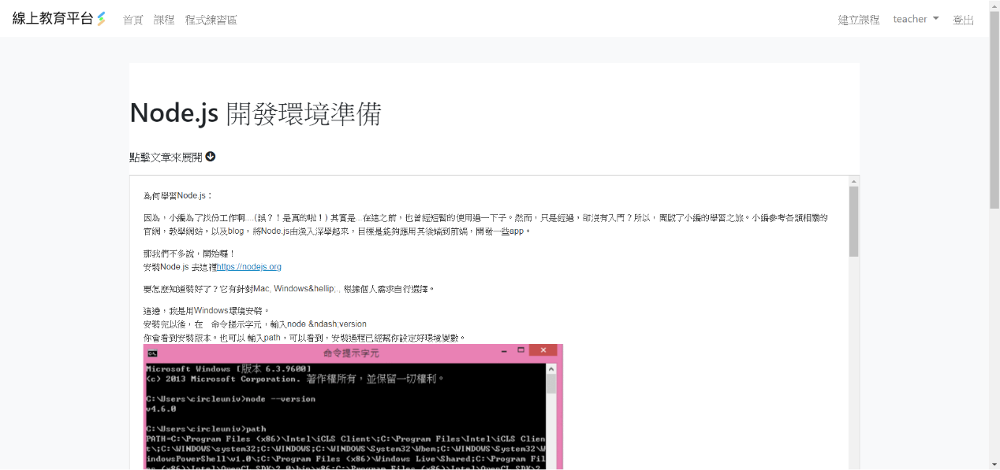 線上教育平台 首頁 課程 程式練習區 建立課程 teacher 登出
Node.js 開發環境準備
點擊文章來展開
為何學習Node.js：
因為，小編為了找份工作啊....(誤？！是真的啦！) 其實是...在這之前，也曾經短暫的使用過一下子。然而，只是經過，卻沒有入門？所以，開啟了小編的學習之旅。小編參考各類相關的
官網，教學網站，以及blog，將Node.js由淺入深學起來，目標是能夠應用其後端到前端，開發一些app。
那我們不多說，開始囉！
安裝Node.js 去這裡https://nodejs.org
要怎麼知道裝好了？它有針對Mac, Windows&hellip;., 根據個人需求自行選擇。
這邊，我是用Windows環境安裝。
安裝完以後，在　命令提示字元，輸入node &ndash;version
你會看到安裝版本。也可以 輸入path，可以看到，安裝過程已經幫你設定好環境變數。
命令提示字元
Microsoft Windows [版本 6.3.9600]
(c) 2013 Microsoft Corporation. 著作權所有，並保留一切權利。
C:\Users\circleuniv>node --version
v4.6.0
C:\Users\circleuniv>path
PATH=C:\Program Files (x86)\Intel\iCLS Client\;C:\Program Files\Intel\iCLS Clien
t\;C:\WINDOWS\system32;C:\WINDOWS;C:\WINDOWS\System32\Wbem;C:\WINDOWS\System32\W
indowsPowerShell\v1.0\;C:\Program Files (x86)\Windows Live\Shared;C:\Program Fil
es (x86)\Intel\OpenCL SDK\2.0\bin\x86;C:\Program Files (x86)\Intel\OpenCL SDK\2